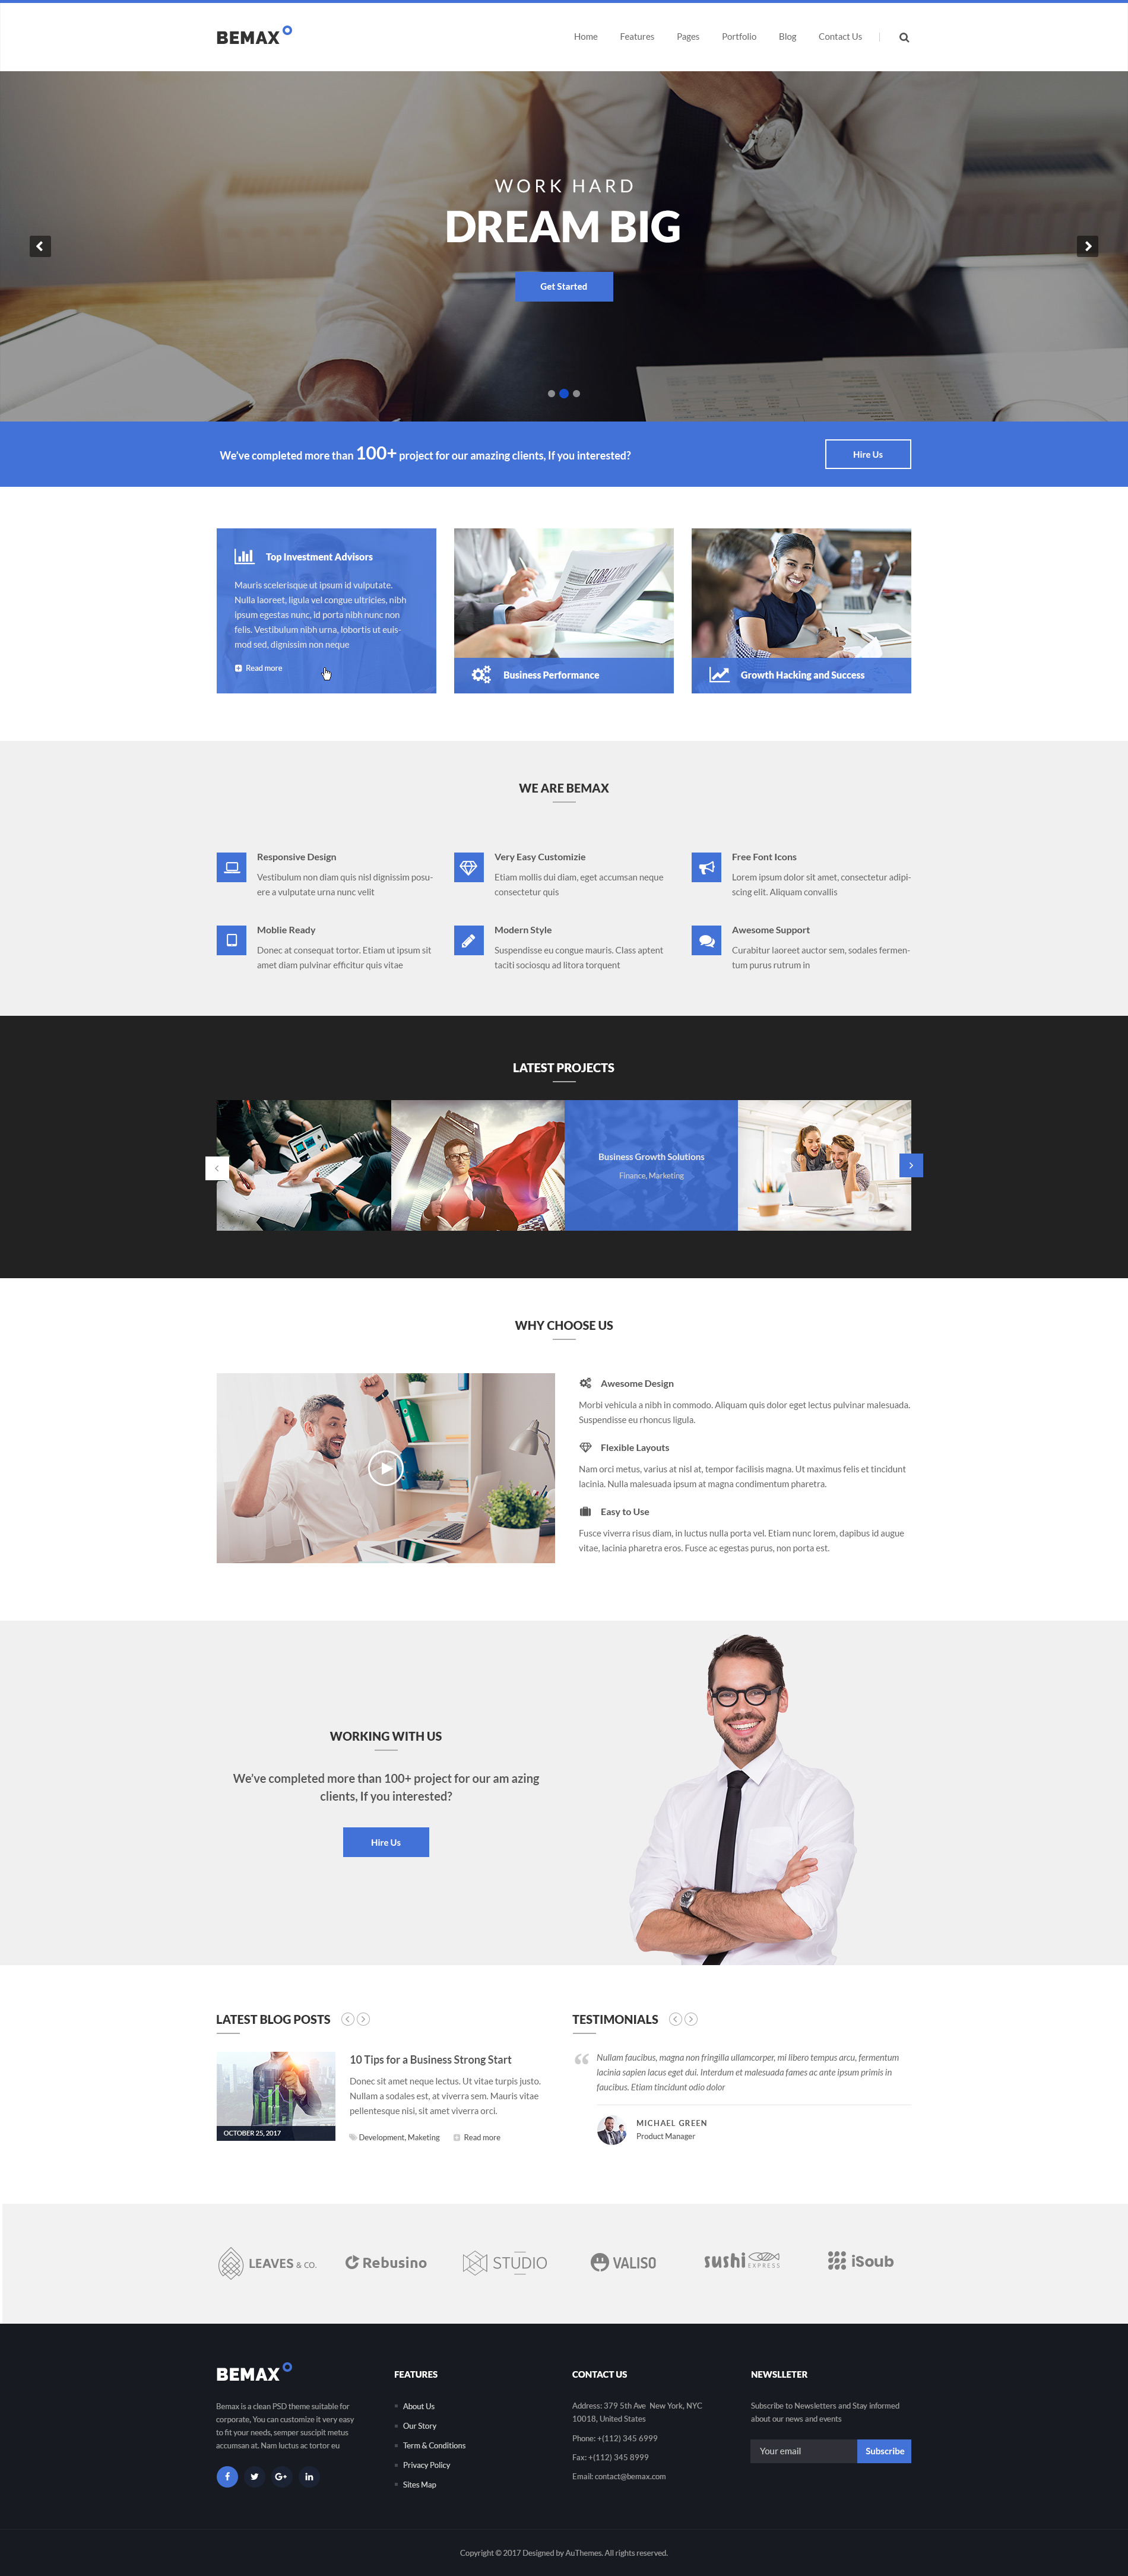 BEMAX
Home Features Pages Portfolio Blog Contact Us
WORK HARD
DREAM BIG
Get Started
We've completed more than 100+ project for our amazing clients, If you interested?
Hire Us
Top Investment Advisors
Mauris scelerisque ut ipsum id vulputate.
Nulla laoreet, ligula vel congue ultricies, nibh
ipsum egestas nunc, id porta nibh nunc non
felis. Vestibulum nibh urna, lobortis ut euis-
mod sed, dignissim non neque
Read more
GLOBAL
Business Performance
Growth Hacking and Success
WE ARE BEMAX
Responsive Design
Vestibulum non diam quis nisl dignissim posu-
ere a vulputate urna nunc velit
Very Easy Customizie
Etiam mollis dui diam, eget accumsan neque
consectetur quis
Free Font Icons
Lorem ipsum dolor sit amet, consectetur adipi-
scing elit. Aliquam convallis
Moblie Ready
Donec at consequat tortor. Etiam ut ipsum sit
amet diam pulvinar efficitur quis vitae
Modern Style
Suspendisse eu congue mauris. Class aptent
taciti sociosqu ad litora torquent
Awesome Support
Curabitur laoreet auctor sem, sodales fermen-
tum purus rutrum in
LATEST PROJECTS
Business Growth Solutions
Finance, Marketing
WHY CHOOSE US
Awesome Design
Morbi vehicula a nibh in commodo. Aliquam quis dolor eget lectus pulvinar malesuada.
Suspendisse eu rhoncus ligula.
Flexible Layouts
Nam orci metus, varius at nisl at, tempor facilisis magna. Ut maximus felis et tincidunt
lacinia. Nulla malesuada ipsum at magna condimentum pharetra.
Easy to Use
Fusce viverra risus diam, in luctus nulla porta vel. Etiam nunc lorem, dapibus id augue
vitae, lacinia pharetra eros. Fusce ac egestas purus, non porta est.
WORKING WITH US
We've completed more than 100+ project for our am azing
clients, If you interested?
Hire Us
LATEST BLOG POSTS
10 Tips for a Business Strong Start
Donec sit amet neque lectus. Ut vitae turpis justo.
Nullam a sodales est, at viverra sem. Mauris vitae
pellentesque nisi, sit amet viverra orci.
OCTOBER 25, 2017
Development, Maketing Read more
TESTIMONIALS
Nullam faucibus, magna non fringilla ullamcorper, mi libero tempus arcu, fermentum
lacinia sapien lacus eget dui. Interdum et malesuada fames ac ante ipsum primis in
faucibus. Etiam tincidunt odio dolor
MICHAEL GREEN
Product Manager
LEAVES & CO.
Rebusino
STUDIO
VALISO
sushi
EXPRESS
iSoub
BEMAX
Bemax is a clean PSD theme suitable for
corporate, You can customize it very easy
to fit your needs, semper suscipit metus
accumsan at. Nam luctus ac tortor eu
FEATURES
About Us
Our Story
Term & Conditions
Privacy Policy
Sites Map
CONTACT US
Address: 379 5th Ave New York, NYC
10018, United States
Phone: +(112) 345 6999
Fax: +(112) 345 8999
Email: contact@bemax.com
NEWSLLETER
Subscribe to Newsletters and Stay informed
about our news and events
Your email
Subscribe
Copyright © 2017 Designed by AuThemes. All rights reserved.